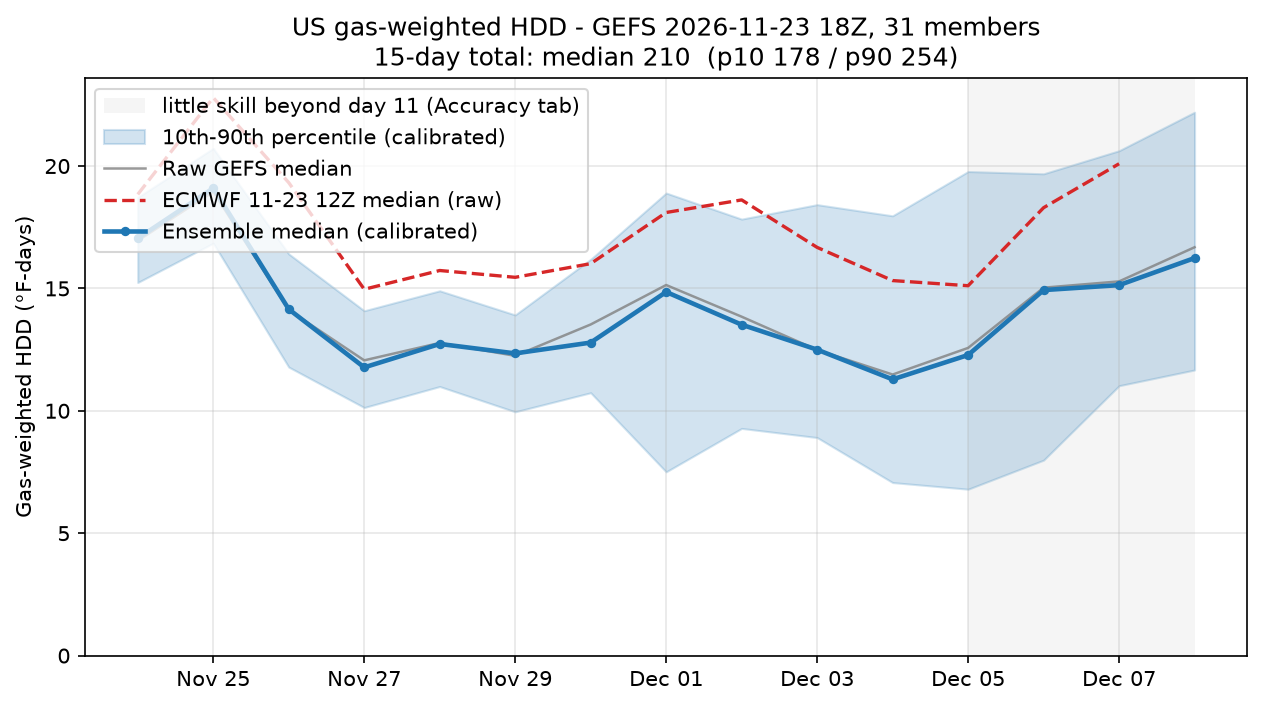 US gas-weighted HDD - GEFS 2026-11-23 18Z, 31 members
15-day total: median 210  (p10 178 / p90 254)
little skill beyond day 11 (Accuracy tab)
10th-90th percentile (calibrated)
Raw GEFS median
ECMWF 11-23 12Z median (raw)
Ensemble median (calibrated)
Gas-weighted HDD (°F-days)
20
15
10
5
0
Nov 25
Nov 27
Nov 29
Dec 01
Dec 03
Dec 05
Dec 07